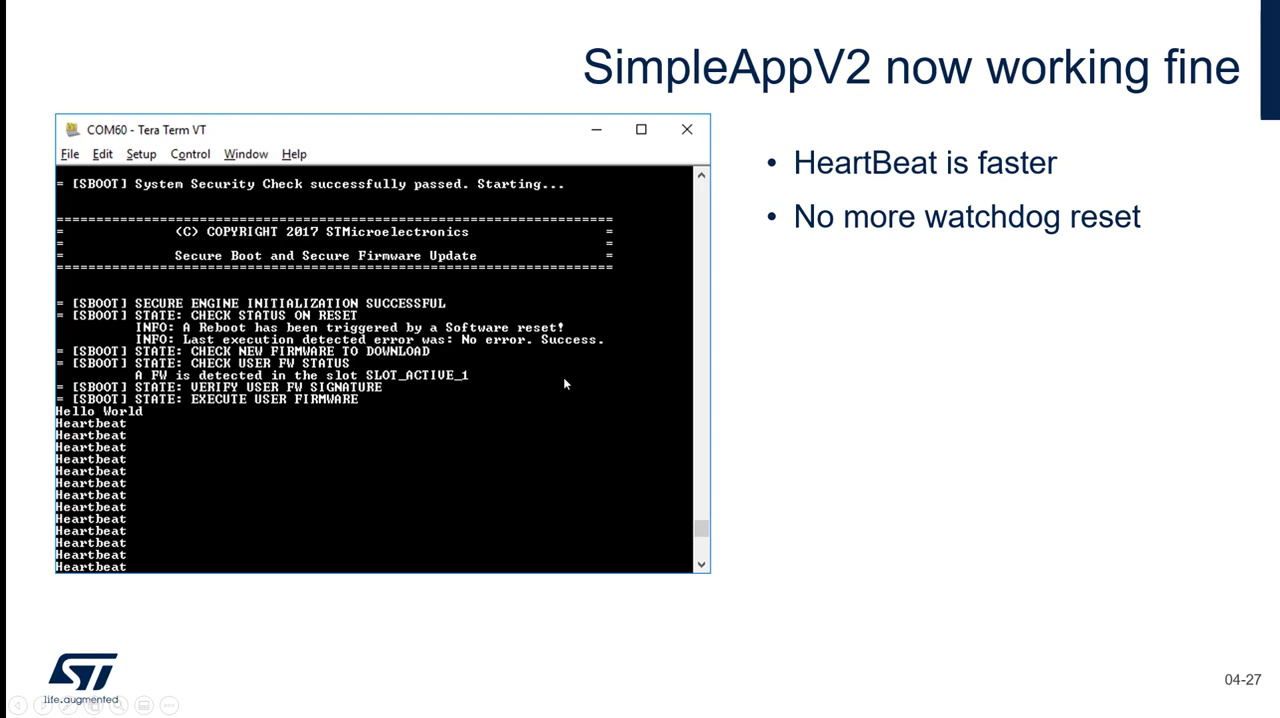 SimpleAppV2 now working fine
COM60 - Tera Term VT
File Edit Setup Control Window Help
= [SBOOT] System Security Check successfully passed. Starting...
======================================================================
=              (C) COPYRIGHT 2017 STMicroelectronics                 =
=                                                                    =
=              Secure Boot and Secure Firmware Update                =
======================================================================
= [SBOOT] SECURE ENGINE INITIALIZATION SUCCESSFUL
= [SBOOT] STATE: CHECK STATUS ON RESET
INFO: A Reboot has been triggered by a Software reset!
INFO: Last execution detected error was: No error. Success.
= [SBOOT] STATE: CHECK NEW FIRMWARE TO DOWNLOAD
= [SBOOT] STATE: CHECK USER FW STATUS
A FW is detected in the slot SLOT_ACTIVE_1
= [SBOOT] STATE: VERIFY USER FW SIGNATURE
= [SBOOT] STATE: EXECUTE USER FIRMWARE
Hello World
Heartbeat
Heartbeat
Heartbeat
Heartbeat
Heartbeat
Heartbeat
Heartbeat
Heartbeat
Heartbeat
Heartbeat
Heartbeat
Heartbeat
Heartbeat
• HeartBeat is faster
• No more watchdog reset
ST
life.augmented
04-27